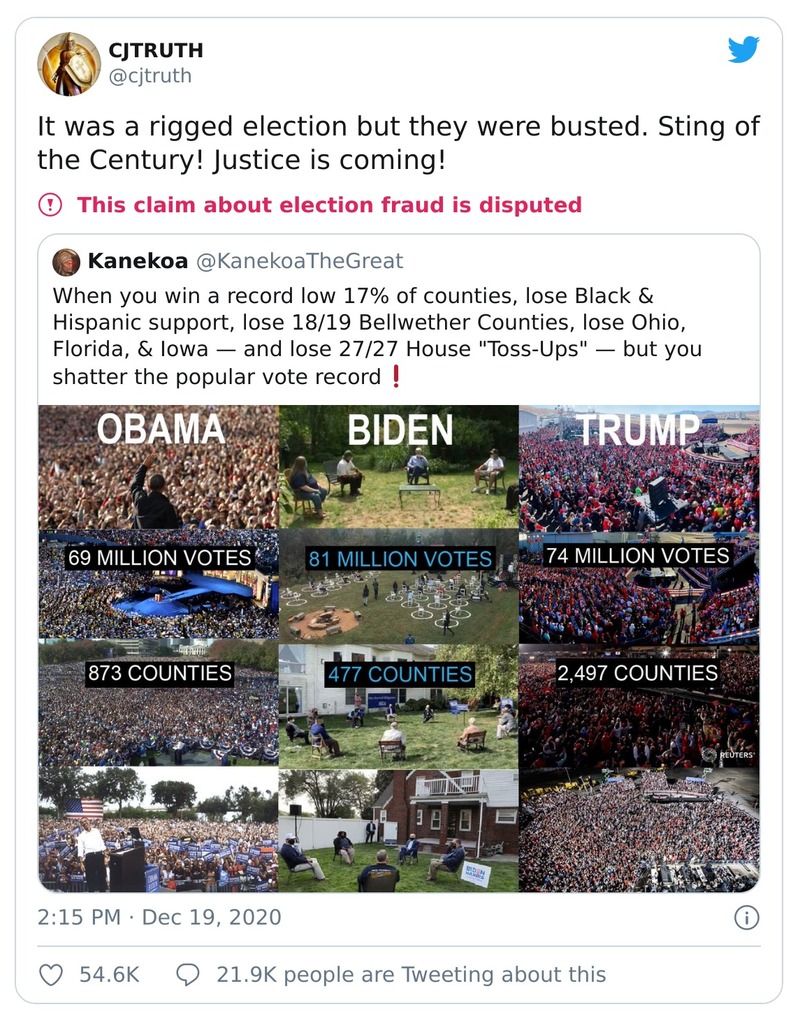 CJTRUTH
@cjtruth
It was a rigged election but they were busted. Sting of
the Century! Justice is coming!
This claim about election fraud is disputed
Kanekoa @KanekoaTheGreat
When you win a record low 17% of counties, lose Black &
Hispanic support, lose 18/19 Bellwether Counties, lose Ohio,
Florida, & Iowa — and lose 27/27 House "Toss-Ups" — but you
shatter the popular vote record❗
OBAMA
BIDEN
TRUMP
69 MILLION VOTES
81 MILLION VOTES
74 MILLION VOTES
873 COUNTIES
477 COUNTIES
2,497 COUNTIES
REUTERS
2:15 PM · Dec 19, 2020
54.6K
21.9K people are Tweeting about this